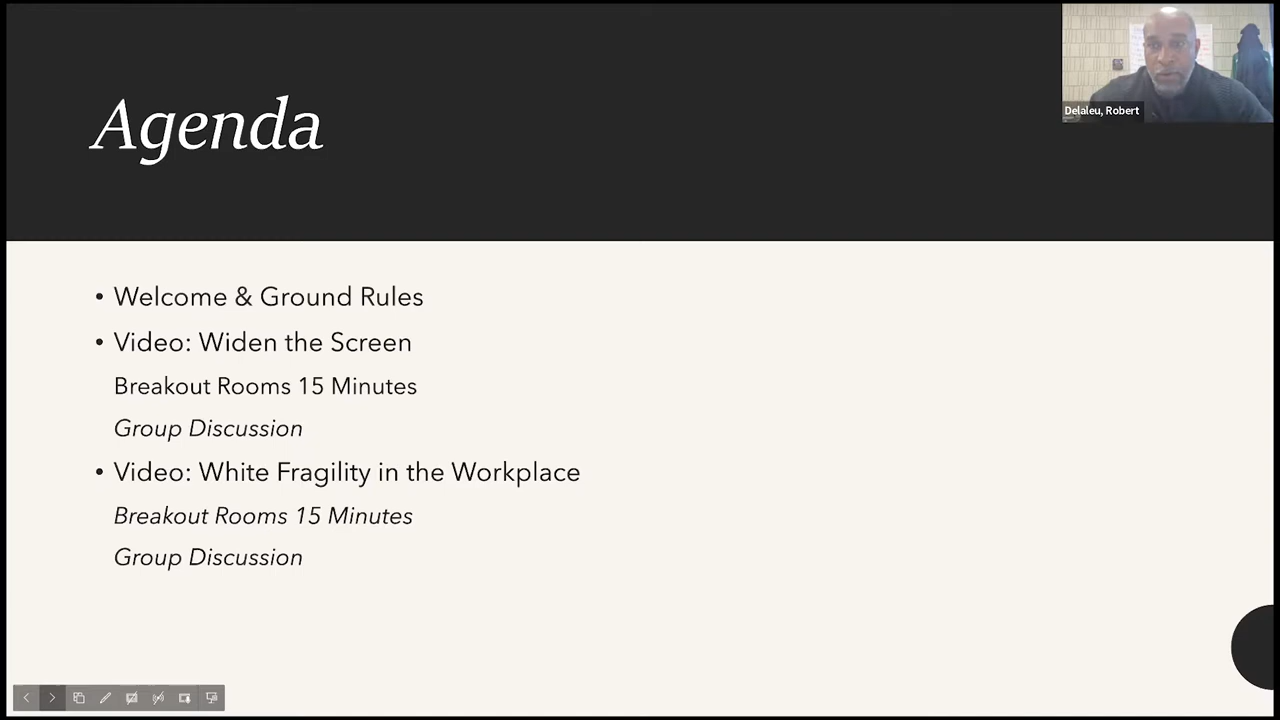 Agenda
Delaleu, Robert
• Welcome & Ground Rules
• Video: Widen the Screen
Breakout Rooms 15 Minutes
Group Discussion
• Video: White Fragility in the Workplace
Breakout Rooms 15 Minutes
Group Discussion